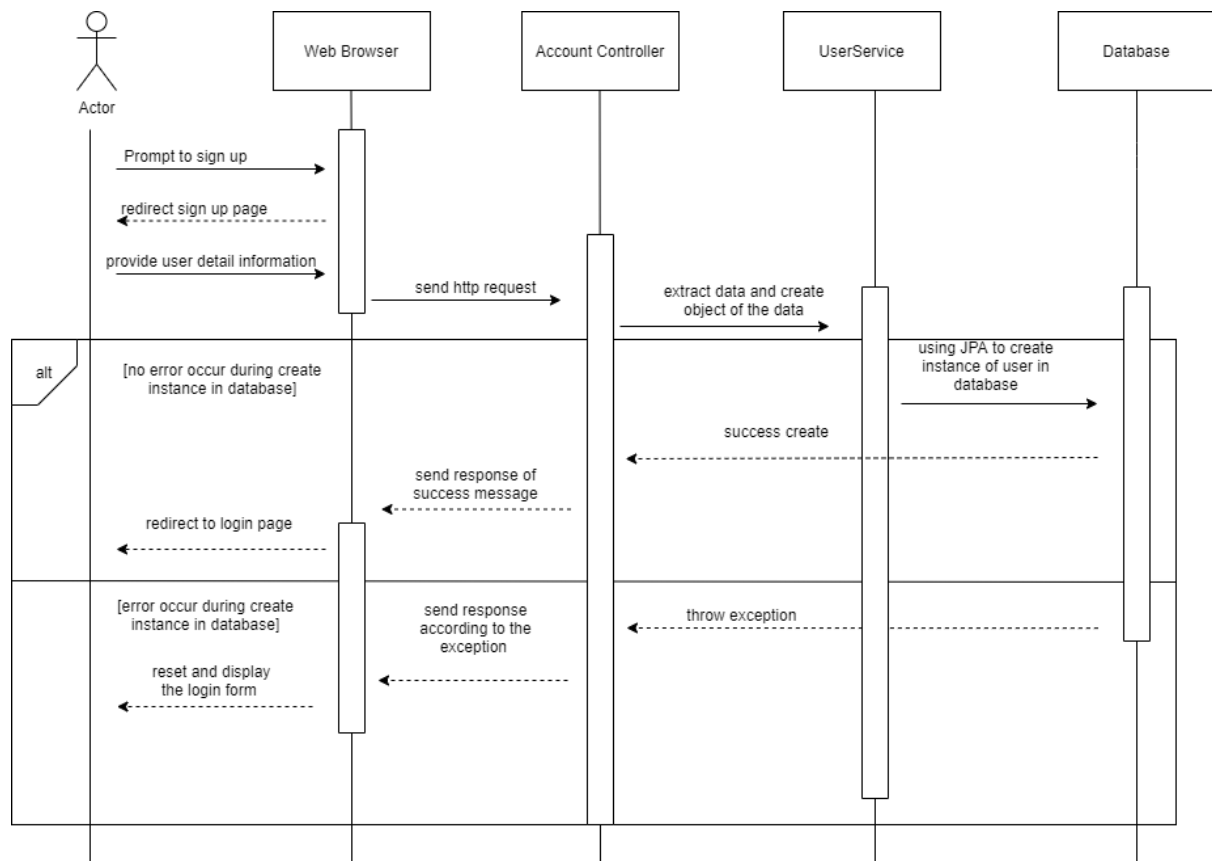 Actor
Web Browser
Account Controller
UserService
Database
Prompt to sign up
redirect sign up page
provide user detail information
send http request
extract data and create
object of the data
alt
[no error occur during create
instance in database]
using JPA to create
instance of user in
database
success create
send response of
success message
redirect to login page
[error occur during create
instance in database]
send response
according to the
exception
throw exception
reset and display
the login form